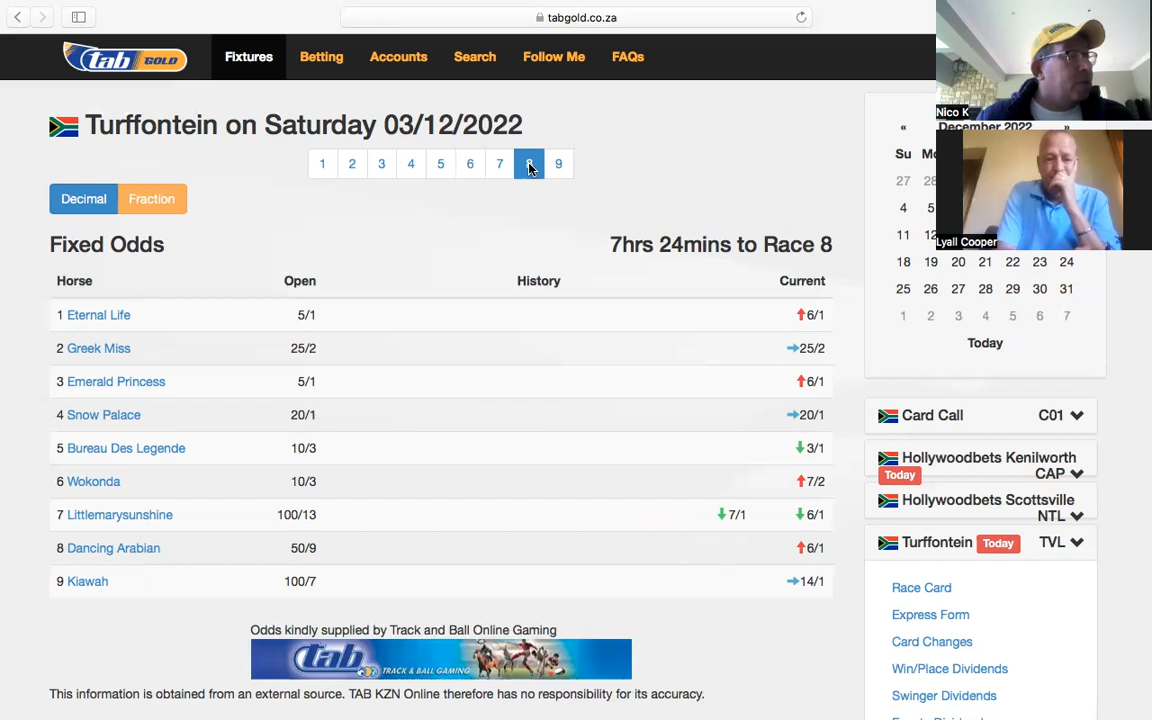 tabgold.co.za
tab GOLD
Fixtures Betting Accounts Search Follow Me FAQs
Nico K
Lyall Cooper
Turffontein on Saturday 03/12/2022
1 2 3 4 5 6 7 8 9
Decimal Fraction
Fixed Odds 7hrs 24mins to Race 8
Horse Open History Current
1 Eternal Life 5/1 6/1
2 Greek Miss 25/2 25/2
3 Emerald Princess 5/1 6/1
4 Snow Palace 20/1 20/1
5 Bureau Des Legende 10/3 3/1
6 Wokonda 10/3 7/2
7 Littlemarysunshine 100/13 7/1 6/1
8 Dancing Arabian 50/9 6/1
9 Kiawah 100/7 14/1
Odds kindly supplied by Track and Ball Online Gaming
tab TRACK & BALL GAMING
This information is obtained from an external source. TAB KZN Online therefore has no responsibility for its accuracy.
« December 2022 »
Su
27
4 5
11
18 19 20 21 22 23 24
25 26 27 28 29 30 31
1 2 3 4 5 6 7
Today
Card Call C01
Hollywoodbets Kenilworth
Today CAP
Hollywoodbets Scottsville
NTL
Turffontein Today TVL
Race Card
Express Form
Card Changes
Win/Place Dividends
Swinger Dividends